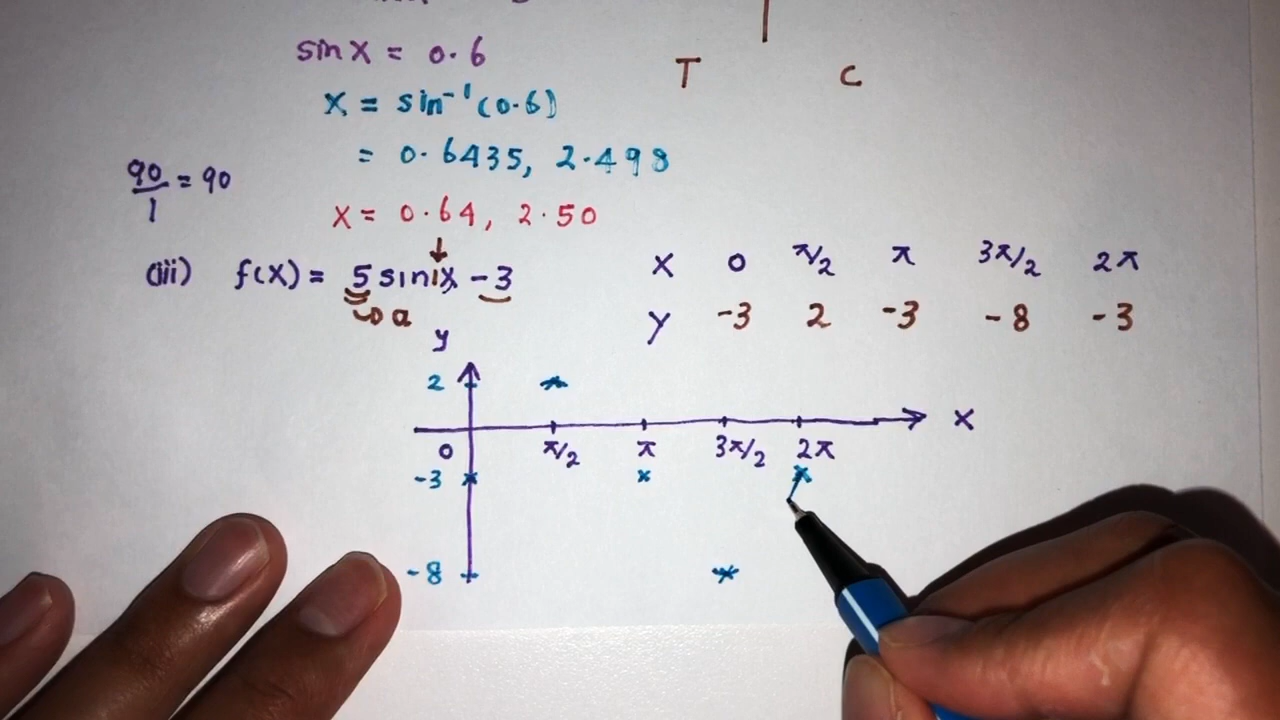 sin x = 0.6
T C
x = sin⁻¹(0.6)
= 0.6435, 2.498
90/1 = 90
x = 0.64, 2.50
(iii) f(x) = 5 sin 1x - 3
a
x 0 π/2 π 3π/2 2π
y -3 2 -3 -8 -3
y
2
x
0 π/2 π 3π/2 2π
-3
-8